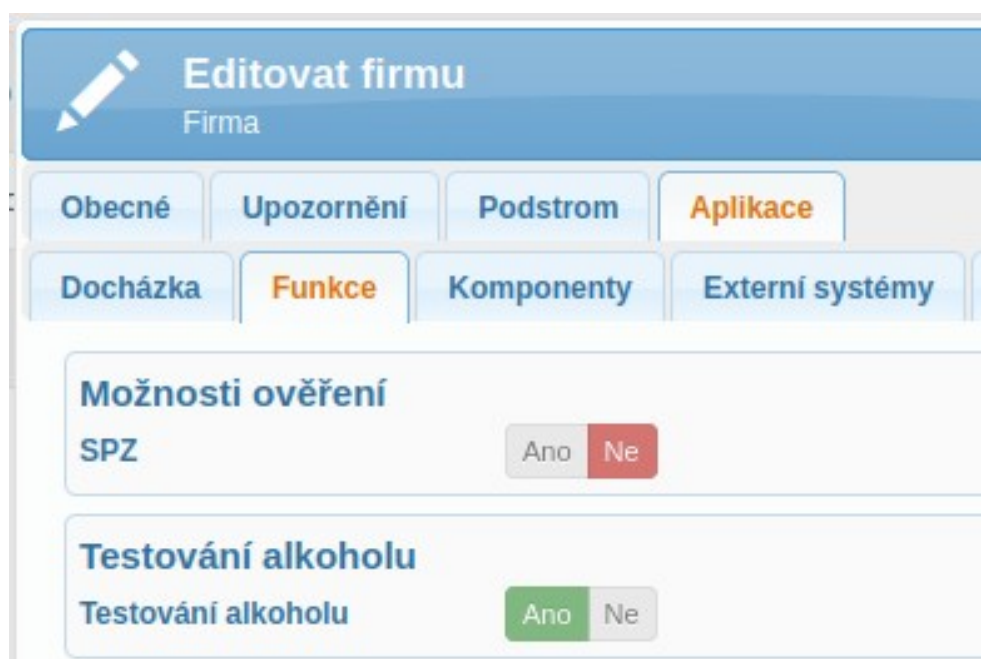 Editovat firmu
Firma
Obecné Upozornění Podstrom Aplikace
Docházka Funkce Komponenty Externí systémy
Možnosti ověření
SPZ Ano Ne
Testování alkoholu
Testování alkoholu Ano Ne